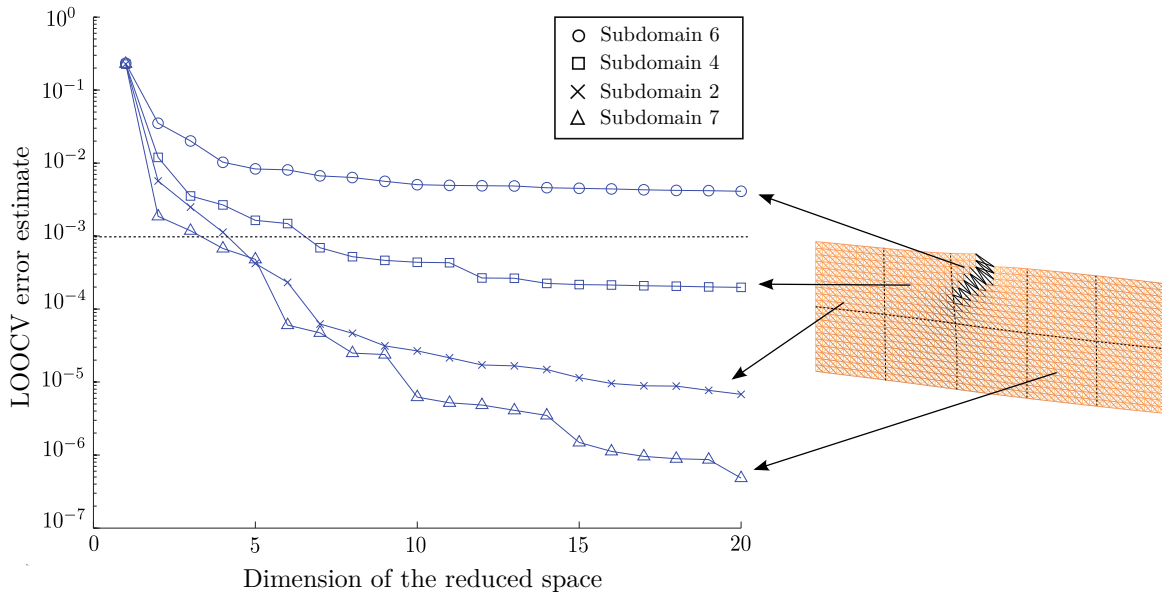 10^0
10^-1
10^-2
10^-3
10^-4
10^-5
10^-6
10^-7
LOOCV error estimate
Subdomain 6
Subdomain 4
Subdomain 2
Subdomain 7
0
5
10
15
20
Dimension of the reduced space